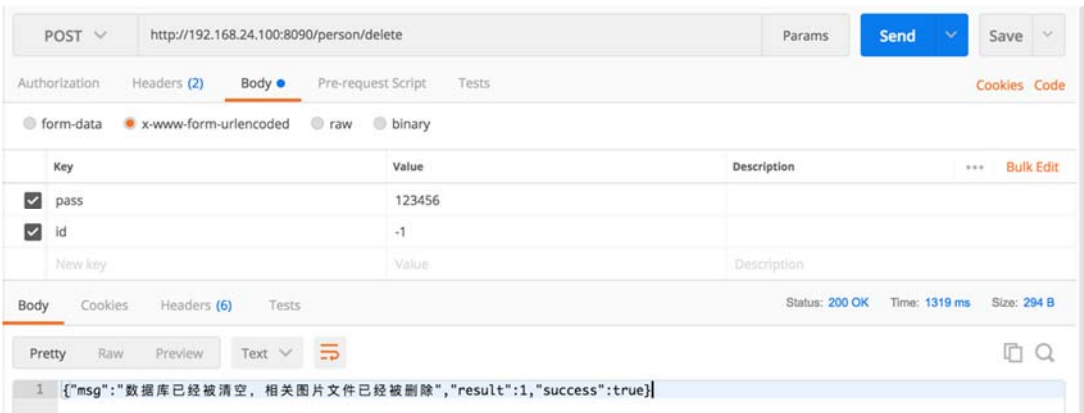 POST http://192.168.24.100:8090/person/delete Params Send Save
Authorization Headers (2) Body Pre-request Script Tests Cookies Code
form-data x-www-form-urlencoded raw binary
Key Value Description Bulk Edit
pass 123456
id -1
New key Value Description
Body Cookies Headers (6) Tests Status: 200 OK Time: 1319 ms Size: 294 B
Pretty Raw Preview Text
1 {"msg":"数据库已经被清空, 相关图片文件已经被删除","result":1,"success":true}